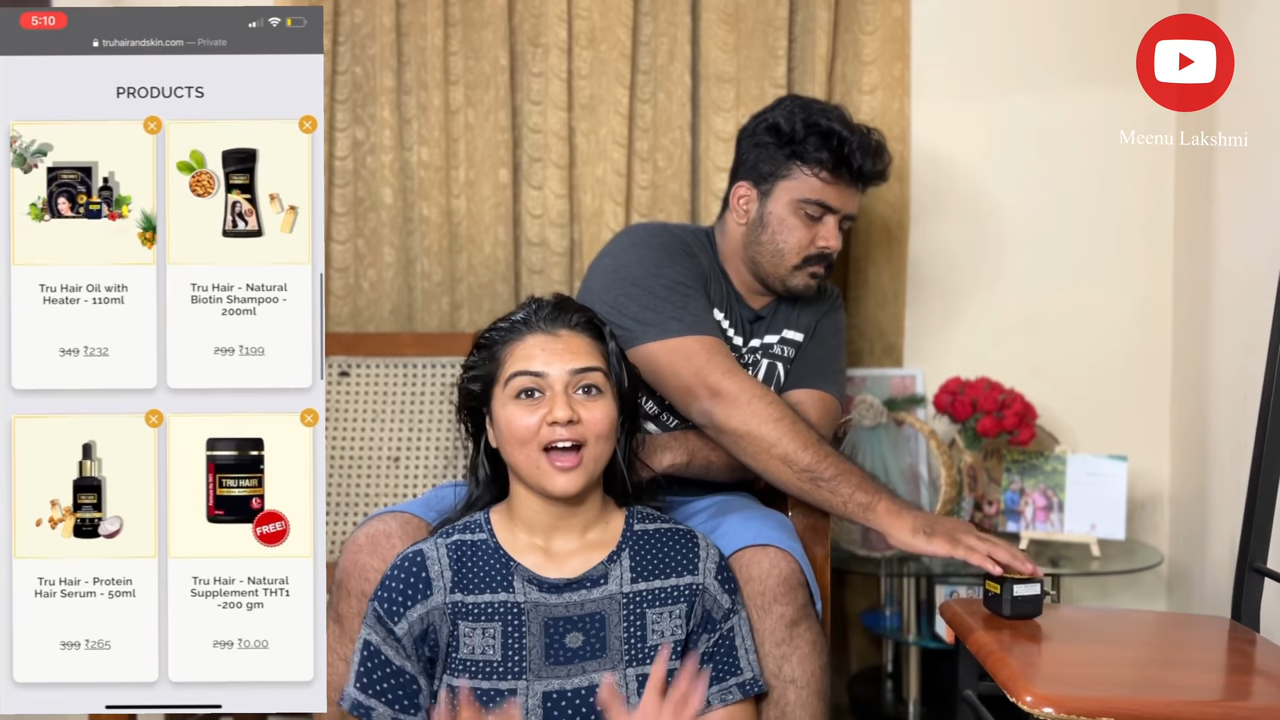 5:10
truhairandskin.com — Private
PRODUCTS
Tru Hair Oil with
Heater - 110ml
349 ₹232
Tru Hair - Natural
Biotin Shampoo -
200ml
299 ₹199
TRU HAIR
FREE!
Tru Hair - Protein
Hair Serum - 50ml
399 ₹265
Tru Hair - Natural
Supplement THT1
-200 gm
299 ₹0.00
Meenu Lakshmi
OKYO